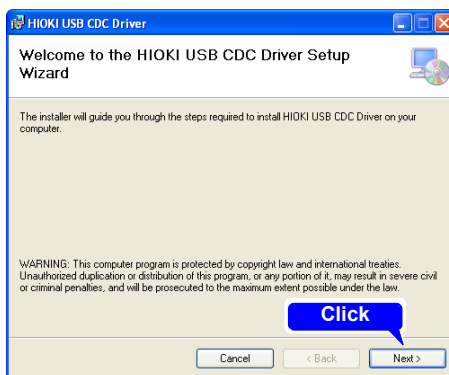 HIOKI USB CDC Driver
Welcome to the HIOKI USB CDC Driver Setup
Wizard
The installer will guide you through the steps required to install HIOKI USB CDC Driver on your
computer.
WARNING: This computer program is protected by copyright law and international treaties.
Unauthorized duplication or distribution of this program, or any portion of it, may result in severe civil
or criminal penalties, and will be prosecuted to the maximum extent possible under the law.
Click
Cancel < Back Next >